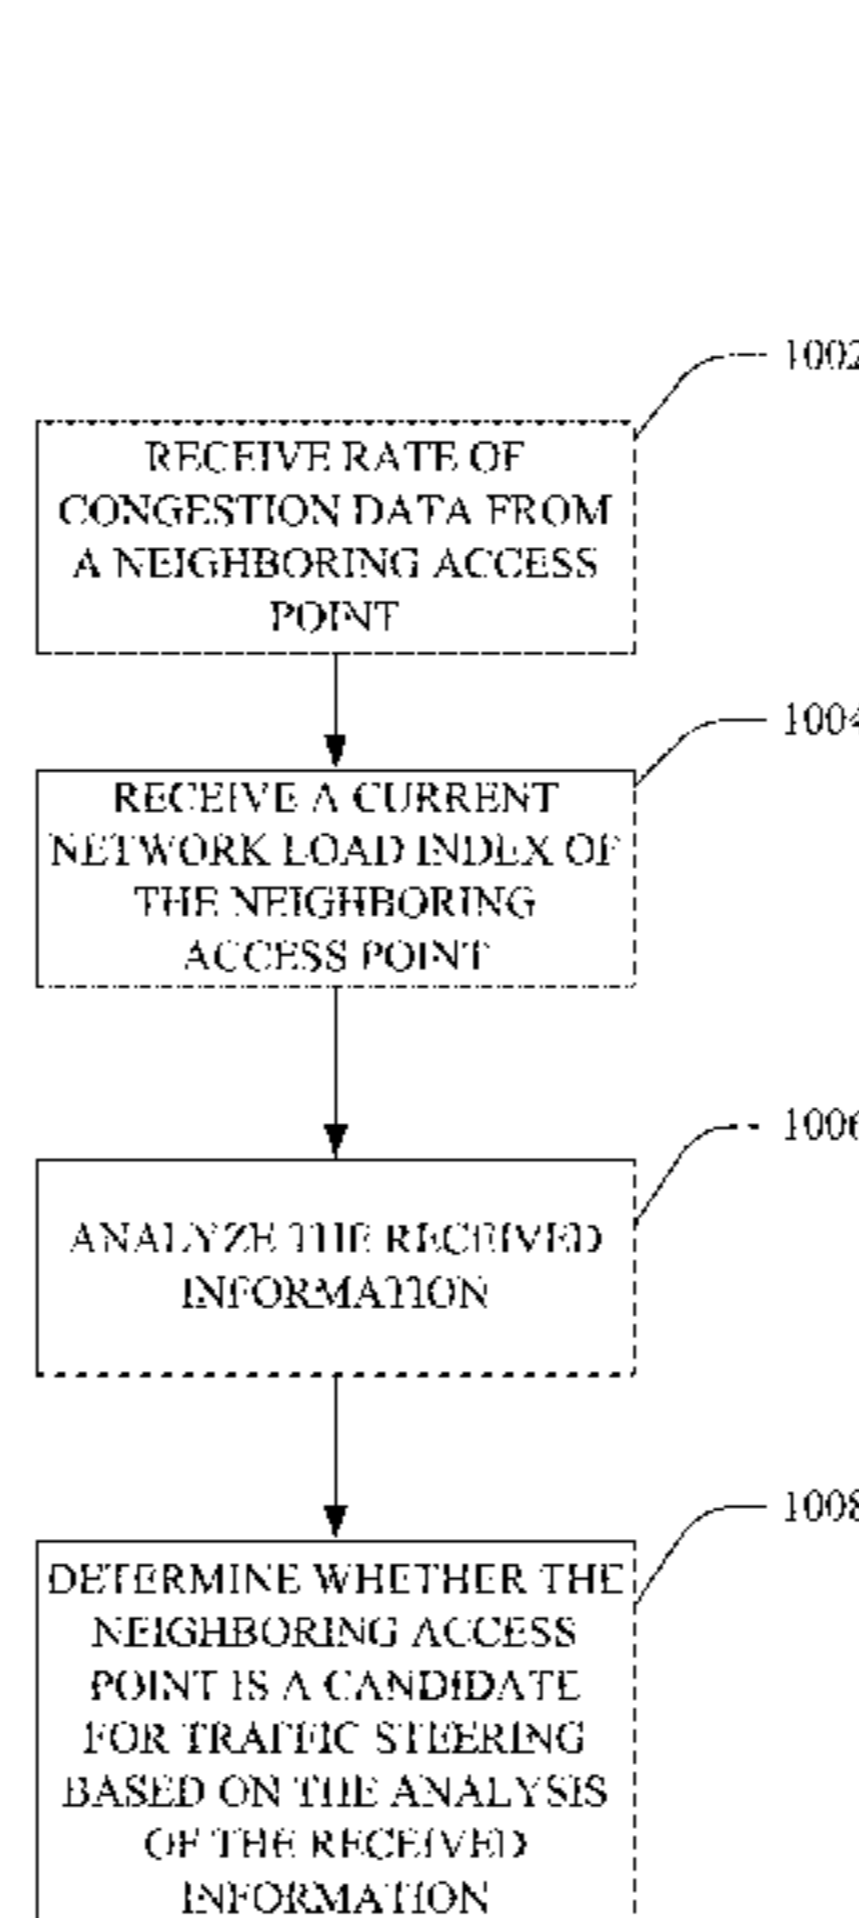 1002
RECEIVE RATE OF
CONGESTION DATA FROM
A NEIGHBORING ACCESS
POINT
1004
RECEIVE A CURRENT
NETWORK LOAD INDEX OF
THE NEIGHBORING
ACCESS POINT
1006
ANALYZE THE RECEIVED
INFORMATION
1008
DETERMINE WHETHER THE
NEIGHBORING ACCESS
POINT IS A CANDIDATE
FOR TRAFFIC STEERING
BASED ON THE ANALYSIS
OF THE RECEIVED
INFORMATION